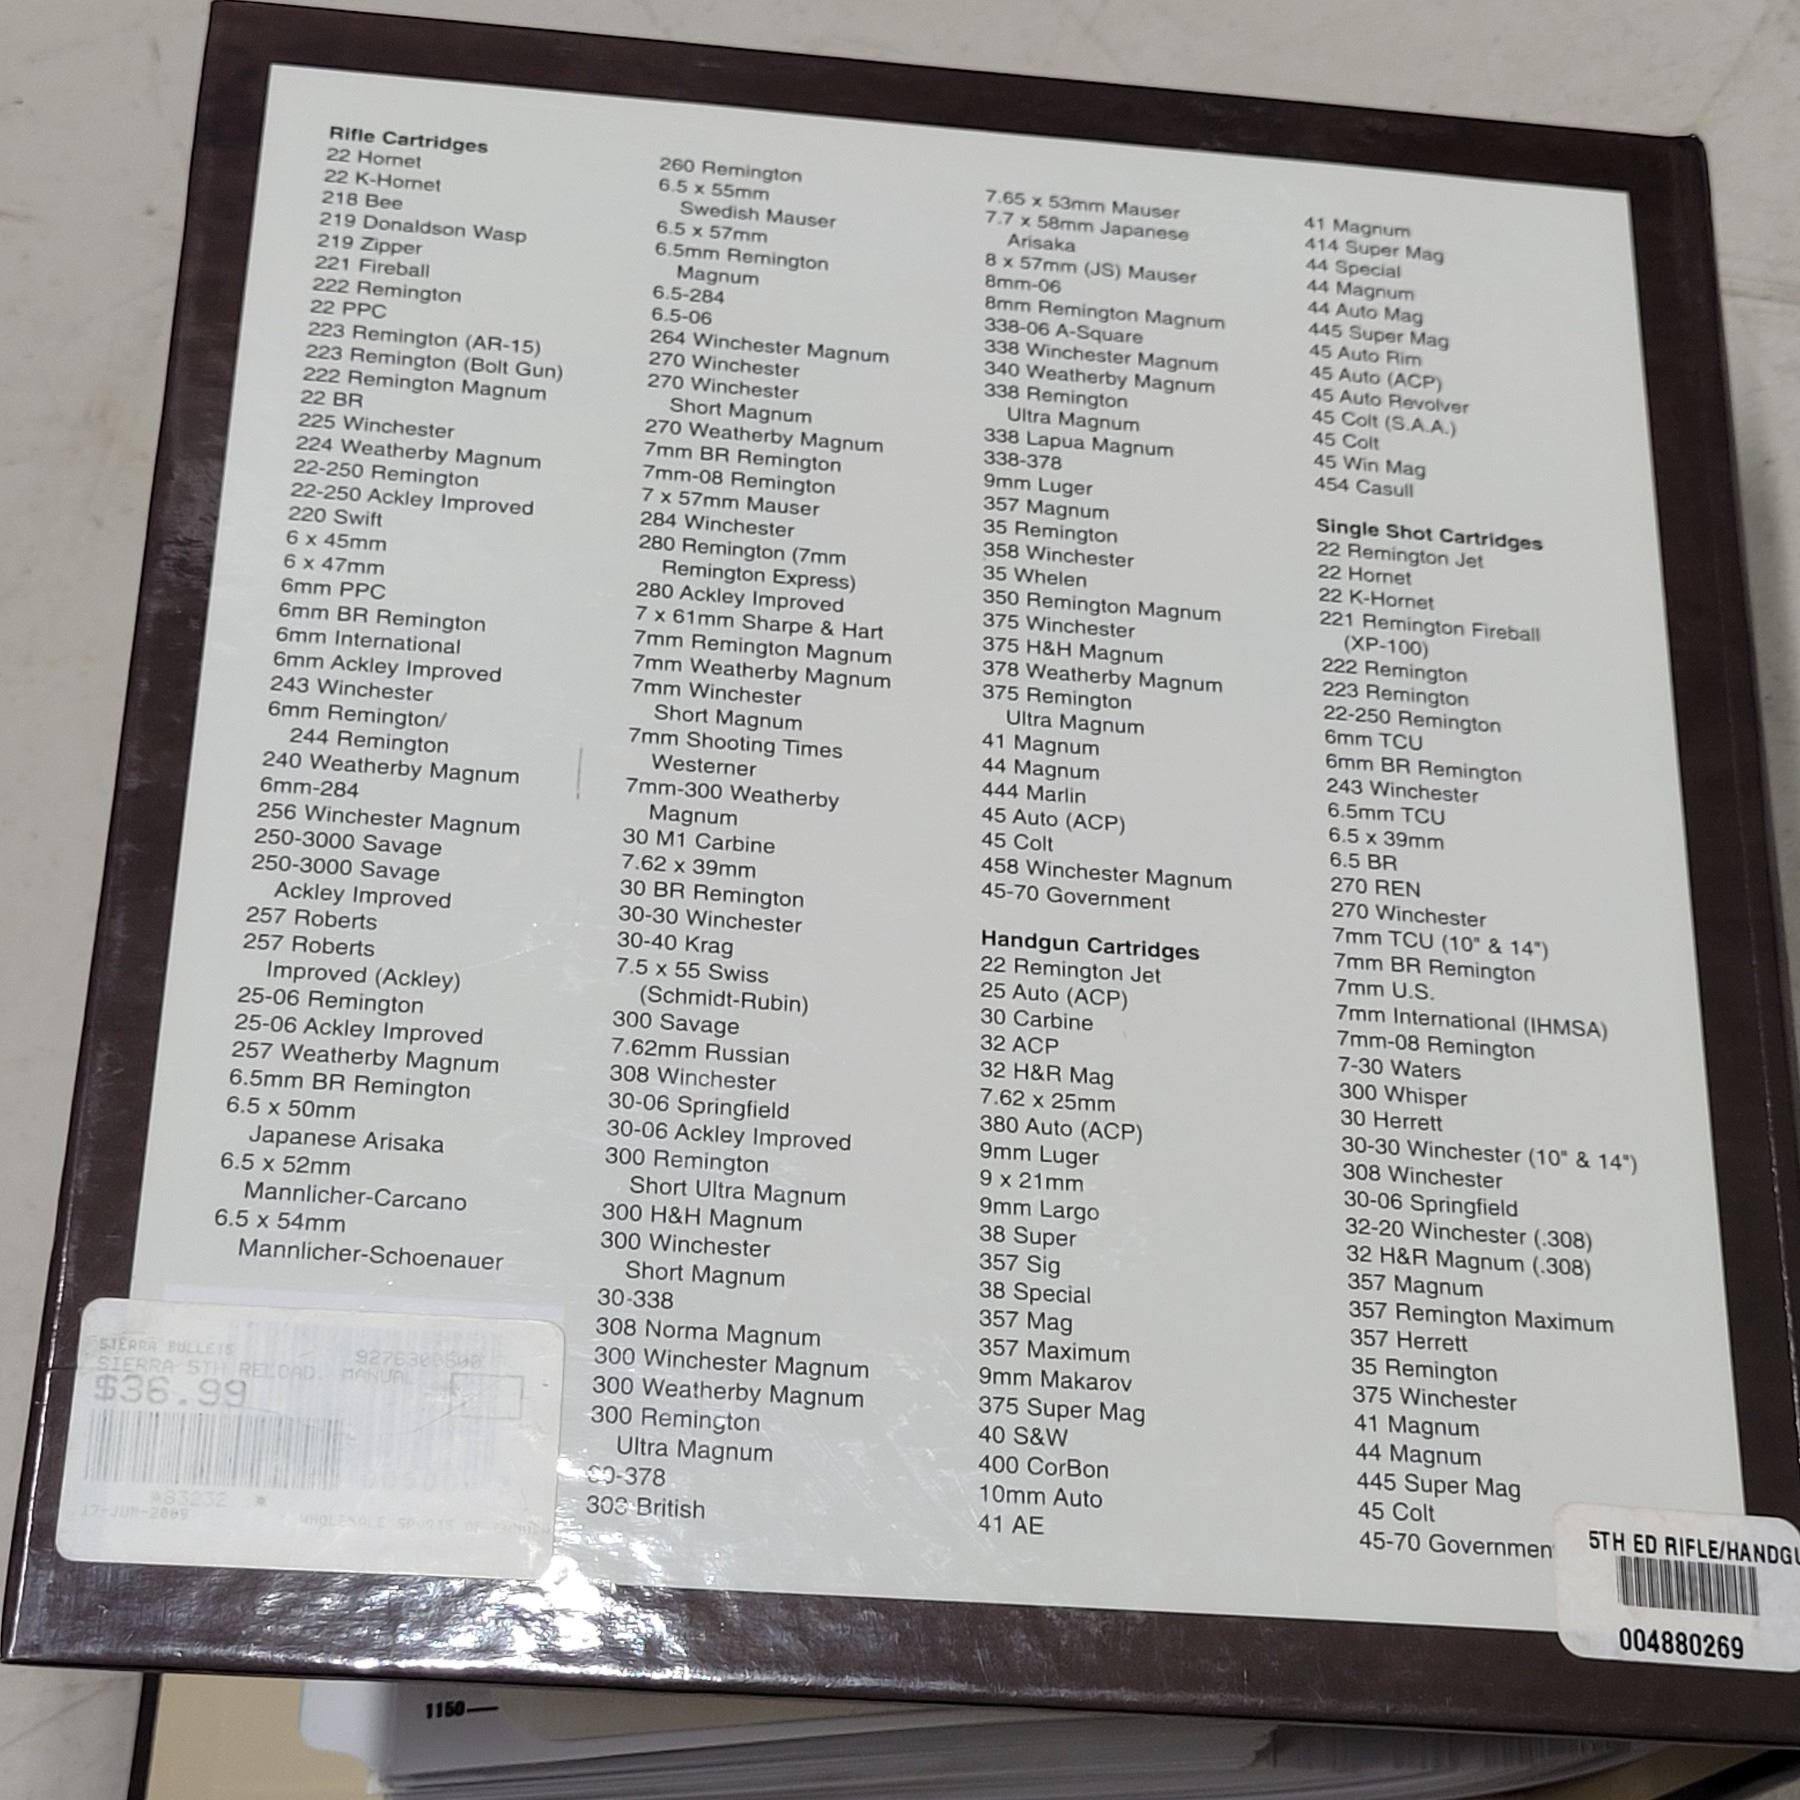 Rifle Cartridges
22 Hornet
22 K-Hornet
218 Bee
219 Donaldson Wasp
219 Zipper
221 Fireball
222 Remington
22 PPC
223 Remington (AR-15)
223 Remington (Bolt Gun)
222 Remington Magnum
22 BR
225 Winchester
224 Weatherby Magnum
22-250 Remington
22-250 Ackley Improved
220 Swift
6 x 45mm
6 x 47mm
6mm PPC
6mm BR Remington
6mm International
6mm Ackley Improved
243 Winchester
6mm Remington/
244 Remington
240 Weatherby Magnum
6mm-284
256 Winchester Magnum
250-3000 Savage
250-3000 Savage
Ackley Improved
257 Roberts
257 Roberts
Improved (Ackley)
25-06 Remington
25-06 Ackley Improved
257 Weatherby Magnum
6.5mm BR Remington
6.5 x 50mm
Japanese Arisaka
6.5 x 52mm
Mannlicher-Carcano
6.5 x 54mm
Mannlicher-Schoenauer
260 Remington
6.5 x 55mm
Swedish Mauser
6.5 x 57mm
6.5mm Remington
Magnum
6.5-284
6.5-06
264 Winchester Magnum
270 Winchester
270 Winchester
Short Magnum
270 Weatherby Magnum
7mm BR Remington
7mm-08 Remington
7 x 57mm Mauser
284 Winchester
280 Remington (7mm
Remington Express)
280 Ackley Improved
7 x 61mm Sharpe & Hart
7mm Remington Magnum
7mm Weatherby Magnum
7mm Winchester
Short Magnum
7mm Shooting Times
Westerner
7mm-300 Weatherby
Magnum
30 M1 Carbine
7.62 x 39mm
30 BR Remington
30-30 Winchester
30-40 Krag
7.5 x 55 Swiss
(Schmidt-Rubin)
300 Savage
7.62mm Russian
308 Winchester
30-06 Springfield
30-06 Ackley Improved
300 Remington
Short Ultra Magnum
300 H&H Magnum
300 Winchester
Short Magnum
30-338
308 Norma Magnum
300 Winchester Magnum
300 Weatherby Magnum
300 Remington
Ultra Magnum
30-378
303 British
7.65 x 53mm Mauser
7.7 x 58mm Japanese
Arisaka
8 x 57mm (JS) Mauser
8mm-06
8mm Remington Magnum
338-06 A-Square
338 Winchester Magnum
340 Weatherby Magnum
338 Remington
Ultra Magnum
338 Lapua Magnum
338-378
9mm Luger
357 Magnum
35 Remington
358 Winchester
35 Whelen
350 Remington Magnum
375 Winchester
375 H&H Magnum
378 Weatherby Magnum
375 Remington
Ultra Magnum
41 Magnum
44 Magnum
444 Marlin
45 Auto (ACP)
45 Colt
458 Winchester Magnum
45-70 Government
Handgun Cartridges
22 Remington Jet
25 Auto (ACP)
30 Carbine
32 ACP
32 H&R Mag
7.62 x 25mm
380 Auto (ACP)
9mm Luger
9 x 21mm
9mm Largo
38 Super
357 Sig
38 Special
357 Mag
357 Maximum
9mm Makarov
375 Super Mag
40 S&W
400 CorBon
10mm Auto
41 AE
41 Magnum
414 Super Mag
44 Special
44 Magnum
44 Auto Mag
445 Super Mag
45 Auto Rim
45 Auto (ACP)
45 Auto Revolver
45 Colt (S.A.A.)
45 Colt
45 Win Mag
454 Casull
Single Shot Cartridges
22 Remington Jet
22 Hornet
22 K-Hornet
221 Remington Fireball
(XP-100)
222 Remington
223 Remington
22-250 Remington
6mm TCU
6mm BR Remington
243 Winchester
6.5mm TCU
6.5 x 39mm
6.5 BR
270 REN
270 Winchester
7mm TCU (10" & 14")
7mm BR Remington
7mm U.S.
7mm International (IHMSA)
7mm-08 Remington
7-30 Waters
300 Whisper
30 Herrett
30-30 Winchester (10" & 14")
308 Winchester
30-06 Springfield
32-20 Winchester (.308)
32 H&R Magnum (.308)
357 Magnum
357 Remington Maximum
357 Herrett
35 Remington
375 Winchester
41 Magnum
44 Magnum
445 Super Mag
45 Colt
45-70 Governmen
SIERRA BULLETS
SIERRA 5TH RELOAD. MANUAL
$36.99
*83232 *
17-JUN-2009
WHOLESALE SPORTS OF
5TH ED RIFLE/HANDGU
004880269
1150